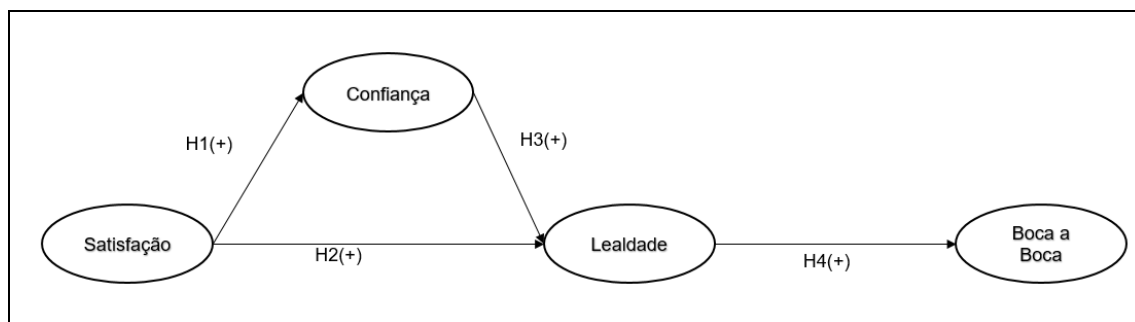 Confiança
H1(+)
H3(+)
Satisfação
H2(+)
Lealdade
H4(+)
Boca a
Boca